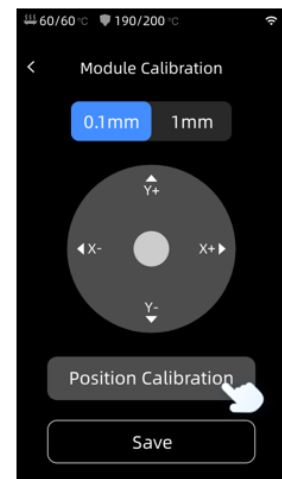 60/60 °C 190/200 °C
Module Calibration
0.1mm 1mm
Y+
X- X+
Y-
Position Calibration
Save